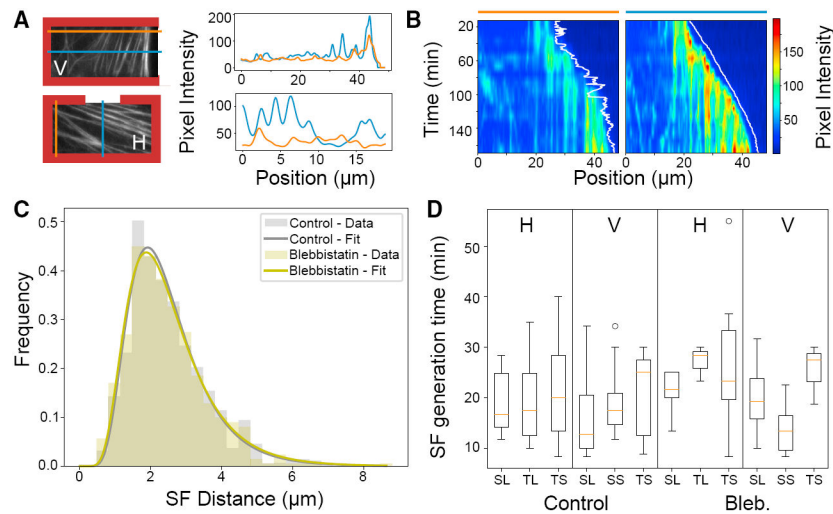 A
V
H
Pixel Intensity
200
100
0
0 10 20 30 40 50
100
50
0 5 10 15
Position (µm)
B
Time (min)
20
60
100
140
0 20 40 0 20 40
Position (µm)
150
100
50
Pixel Intensity
C
Frequency
0.5
0.4
0.3
0.2
0.1
0.0
0 2 4 6 8
SF Distance (µm)
Control - Data
Control - Fit
Blebbistatin - Data
Blebbistatin - Fit
D
SF generation time (min)
50
40
30
20
10
H V H V
SL TL TS SL SS TS SL TL TS SL SS TS
Control Bleb.